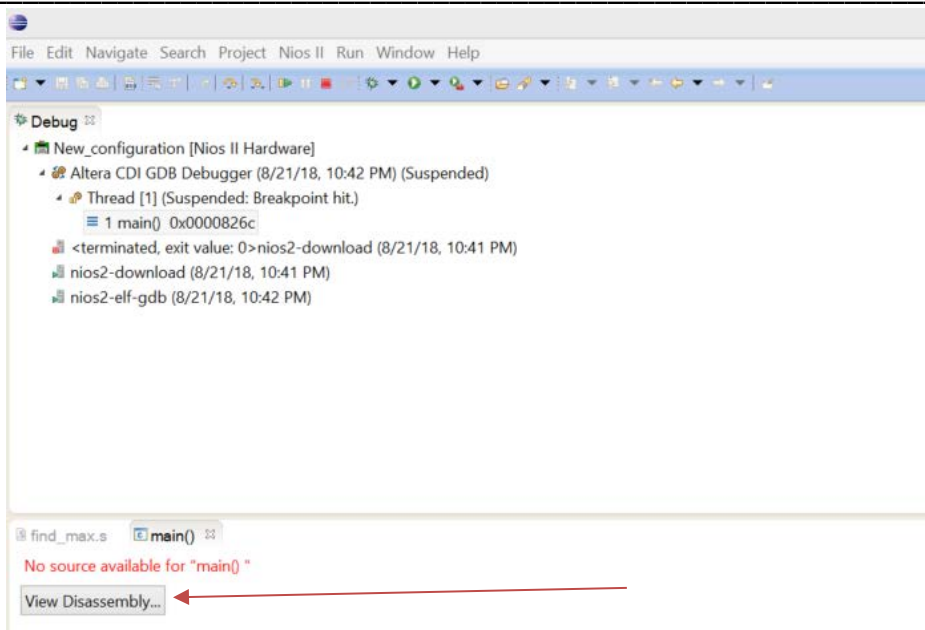 File Edit Navigate Search Project Nios II Run Window Help
Debug
New_configuration [Nios II Hardware]
Altera CDI GDB Debugger (8/21/18, 10:42 PM) (Suspended)
Thread [1] (Suspended: Breakpoint hit.)
1 main() 0x0000826c
<terminated, exit value: 0>nios2-download (8/21/18, 10:41 PM)
nios2-download (8/21/18, 10:41 PM)
nios2-elf-gdb (8/21/18, 10:42 PM)
find_max.s main()
No source available for "main() "
View Disassembly...